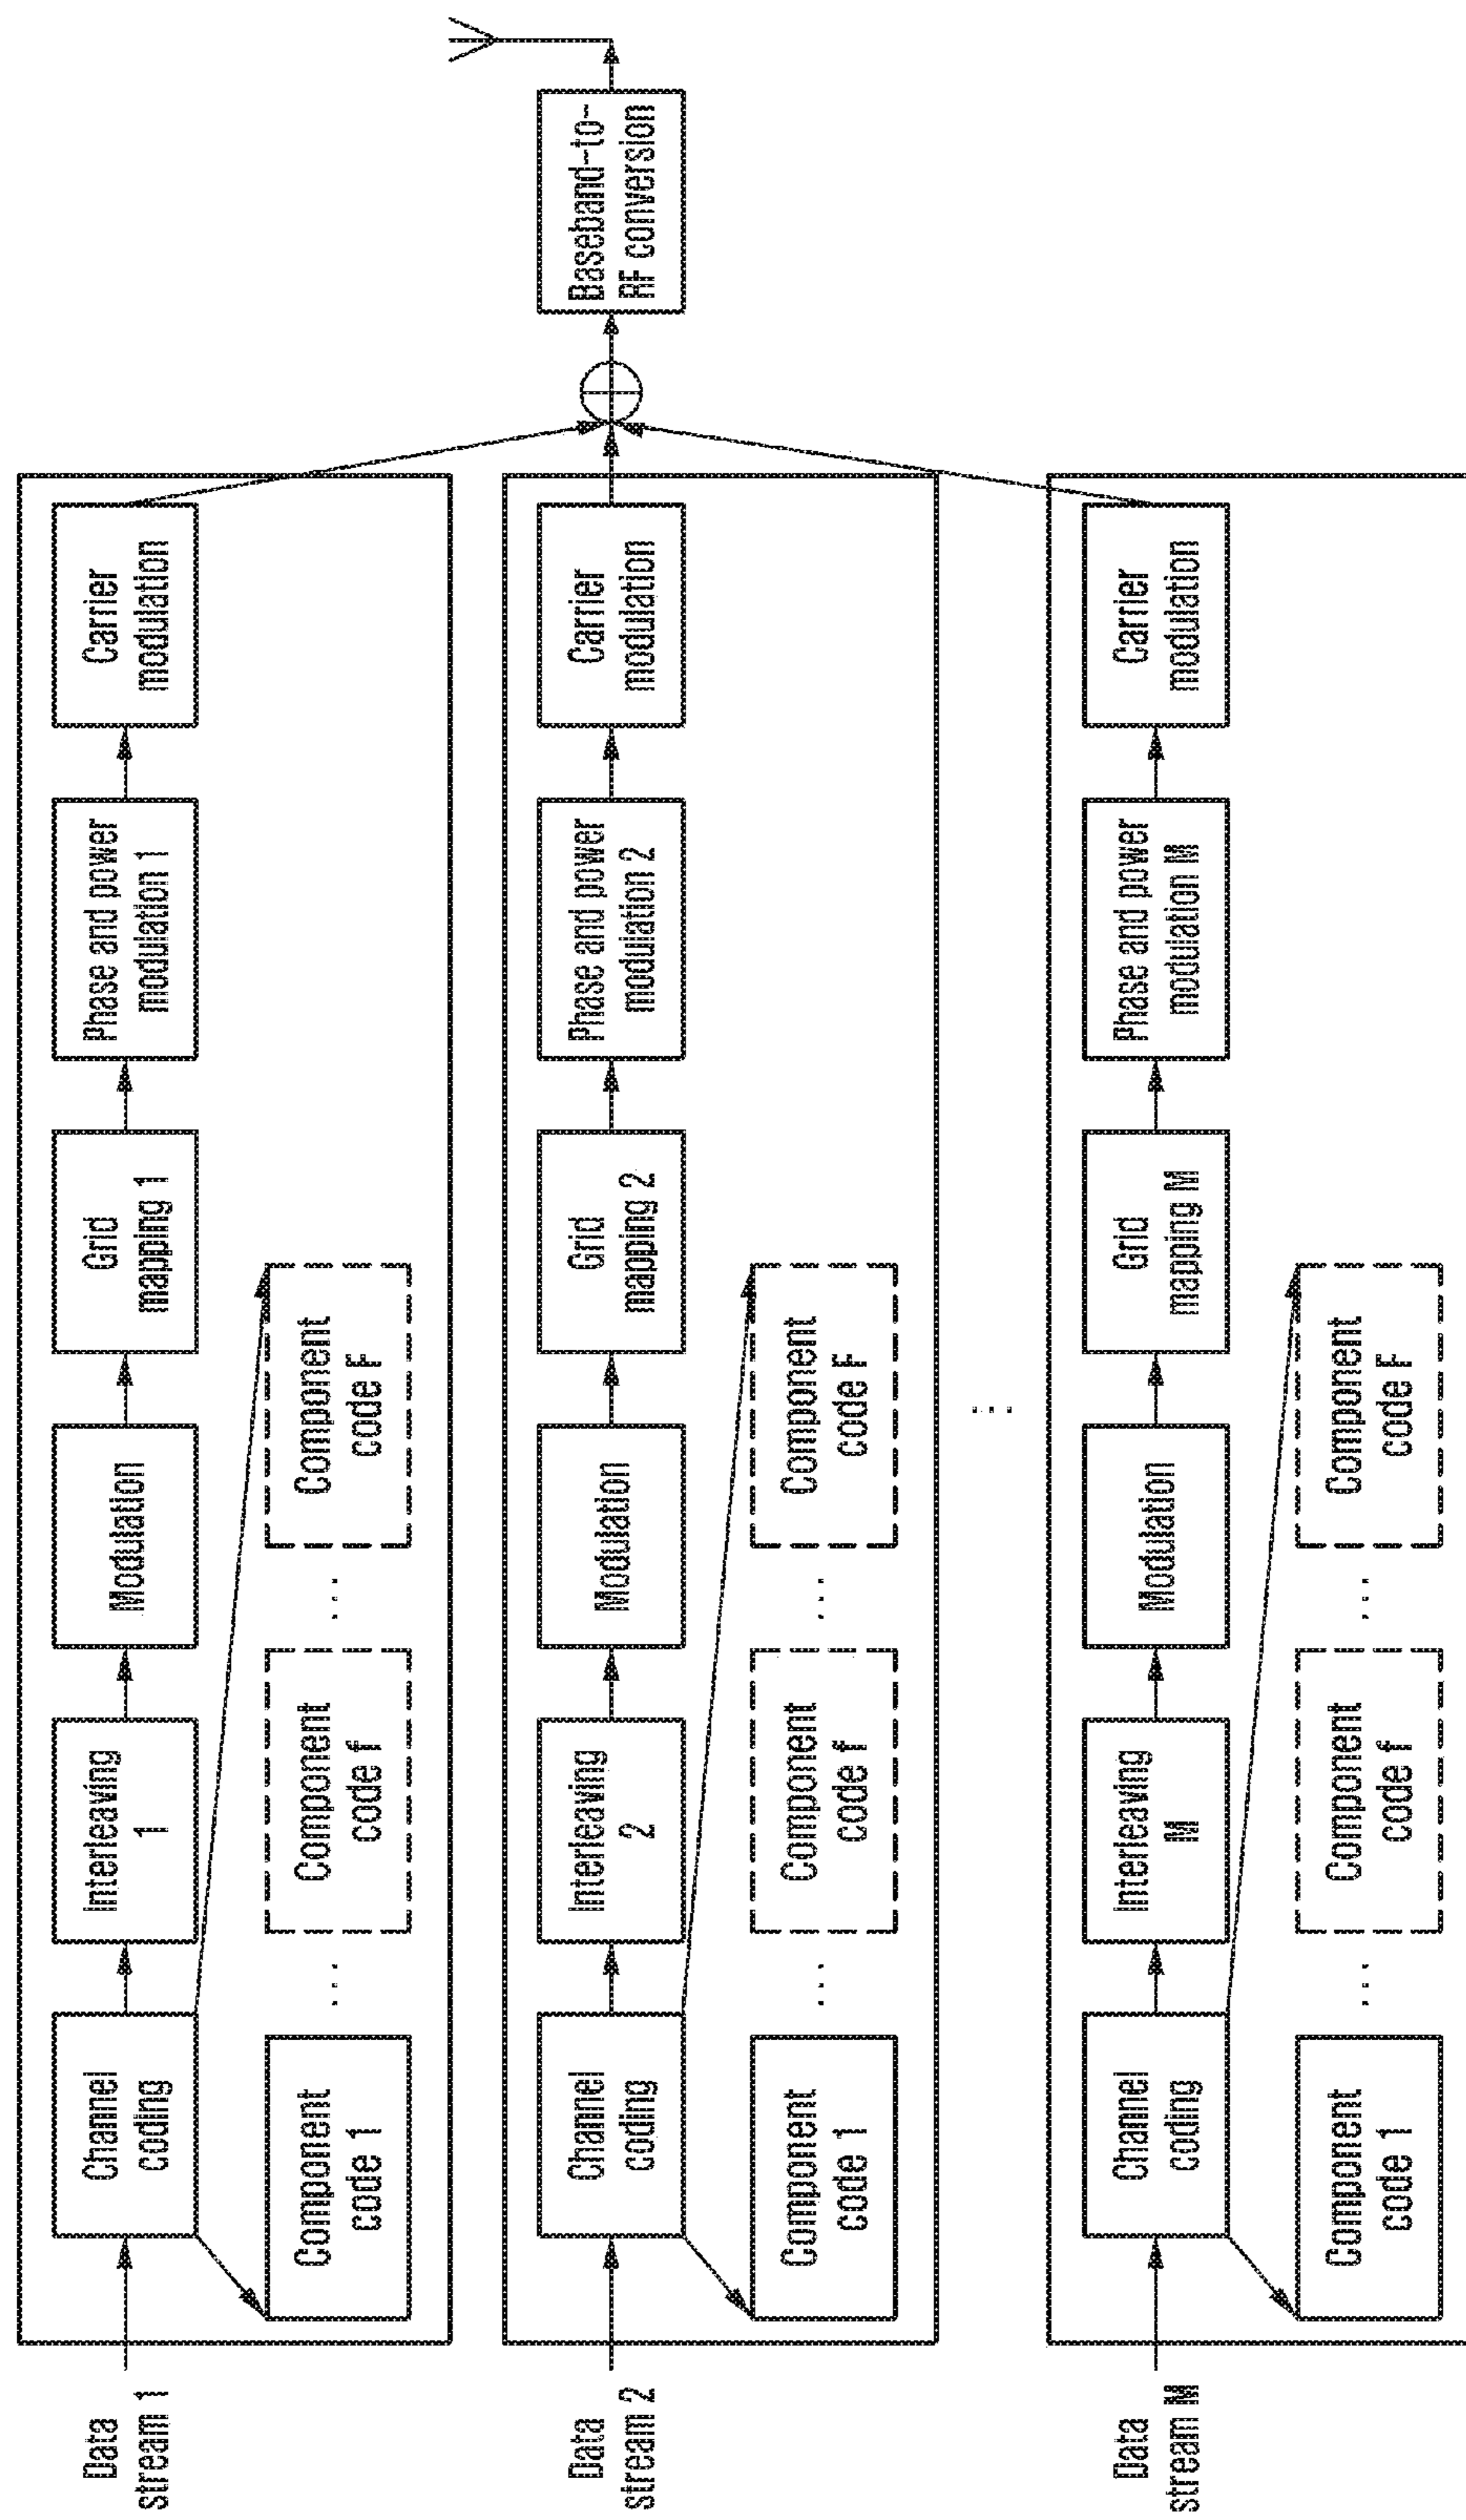 Data
stream 1
Channel
coding
Interleaving
1
Modulation
Grid
mapping 1
Phase and power
modulation 1
Carrier
modulation
Component
code 1
...
Component
code f
...
Component
code F
Data
stream 2
Channel
coding
Interleaving
2
Modulation
Grid
mapping 2
Phase and power
modulation 2
Carrier
modulation
Baseband-to-
RF conversion
Component
code 1
...
Component
code f
...
Component
code F
...
Data
stream M
Channel
coding
Interleaving
M
Modulation
Grid
mapping M
Phase and power
modulation M
Carrier
modulation
Component
code 1
...
Component
code f
...
Component
code F